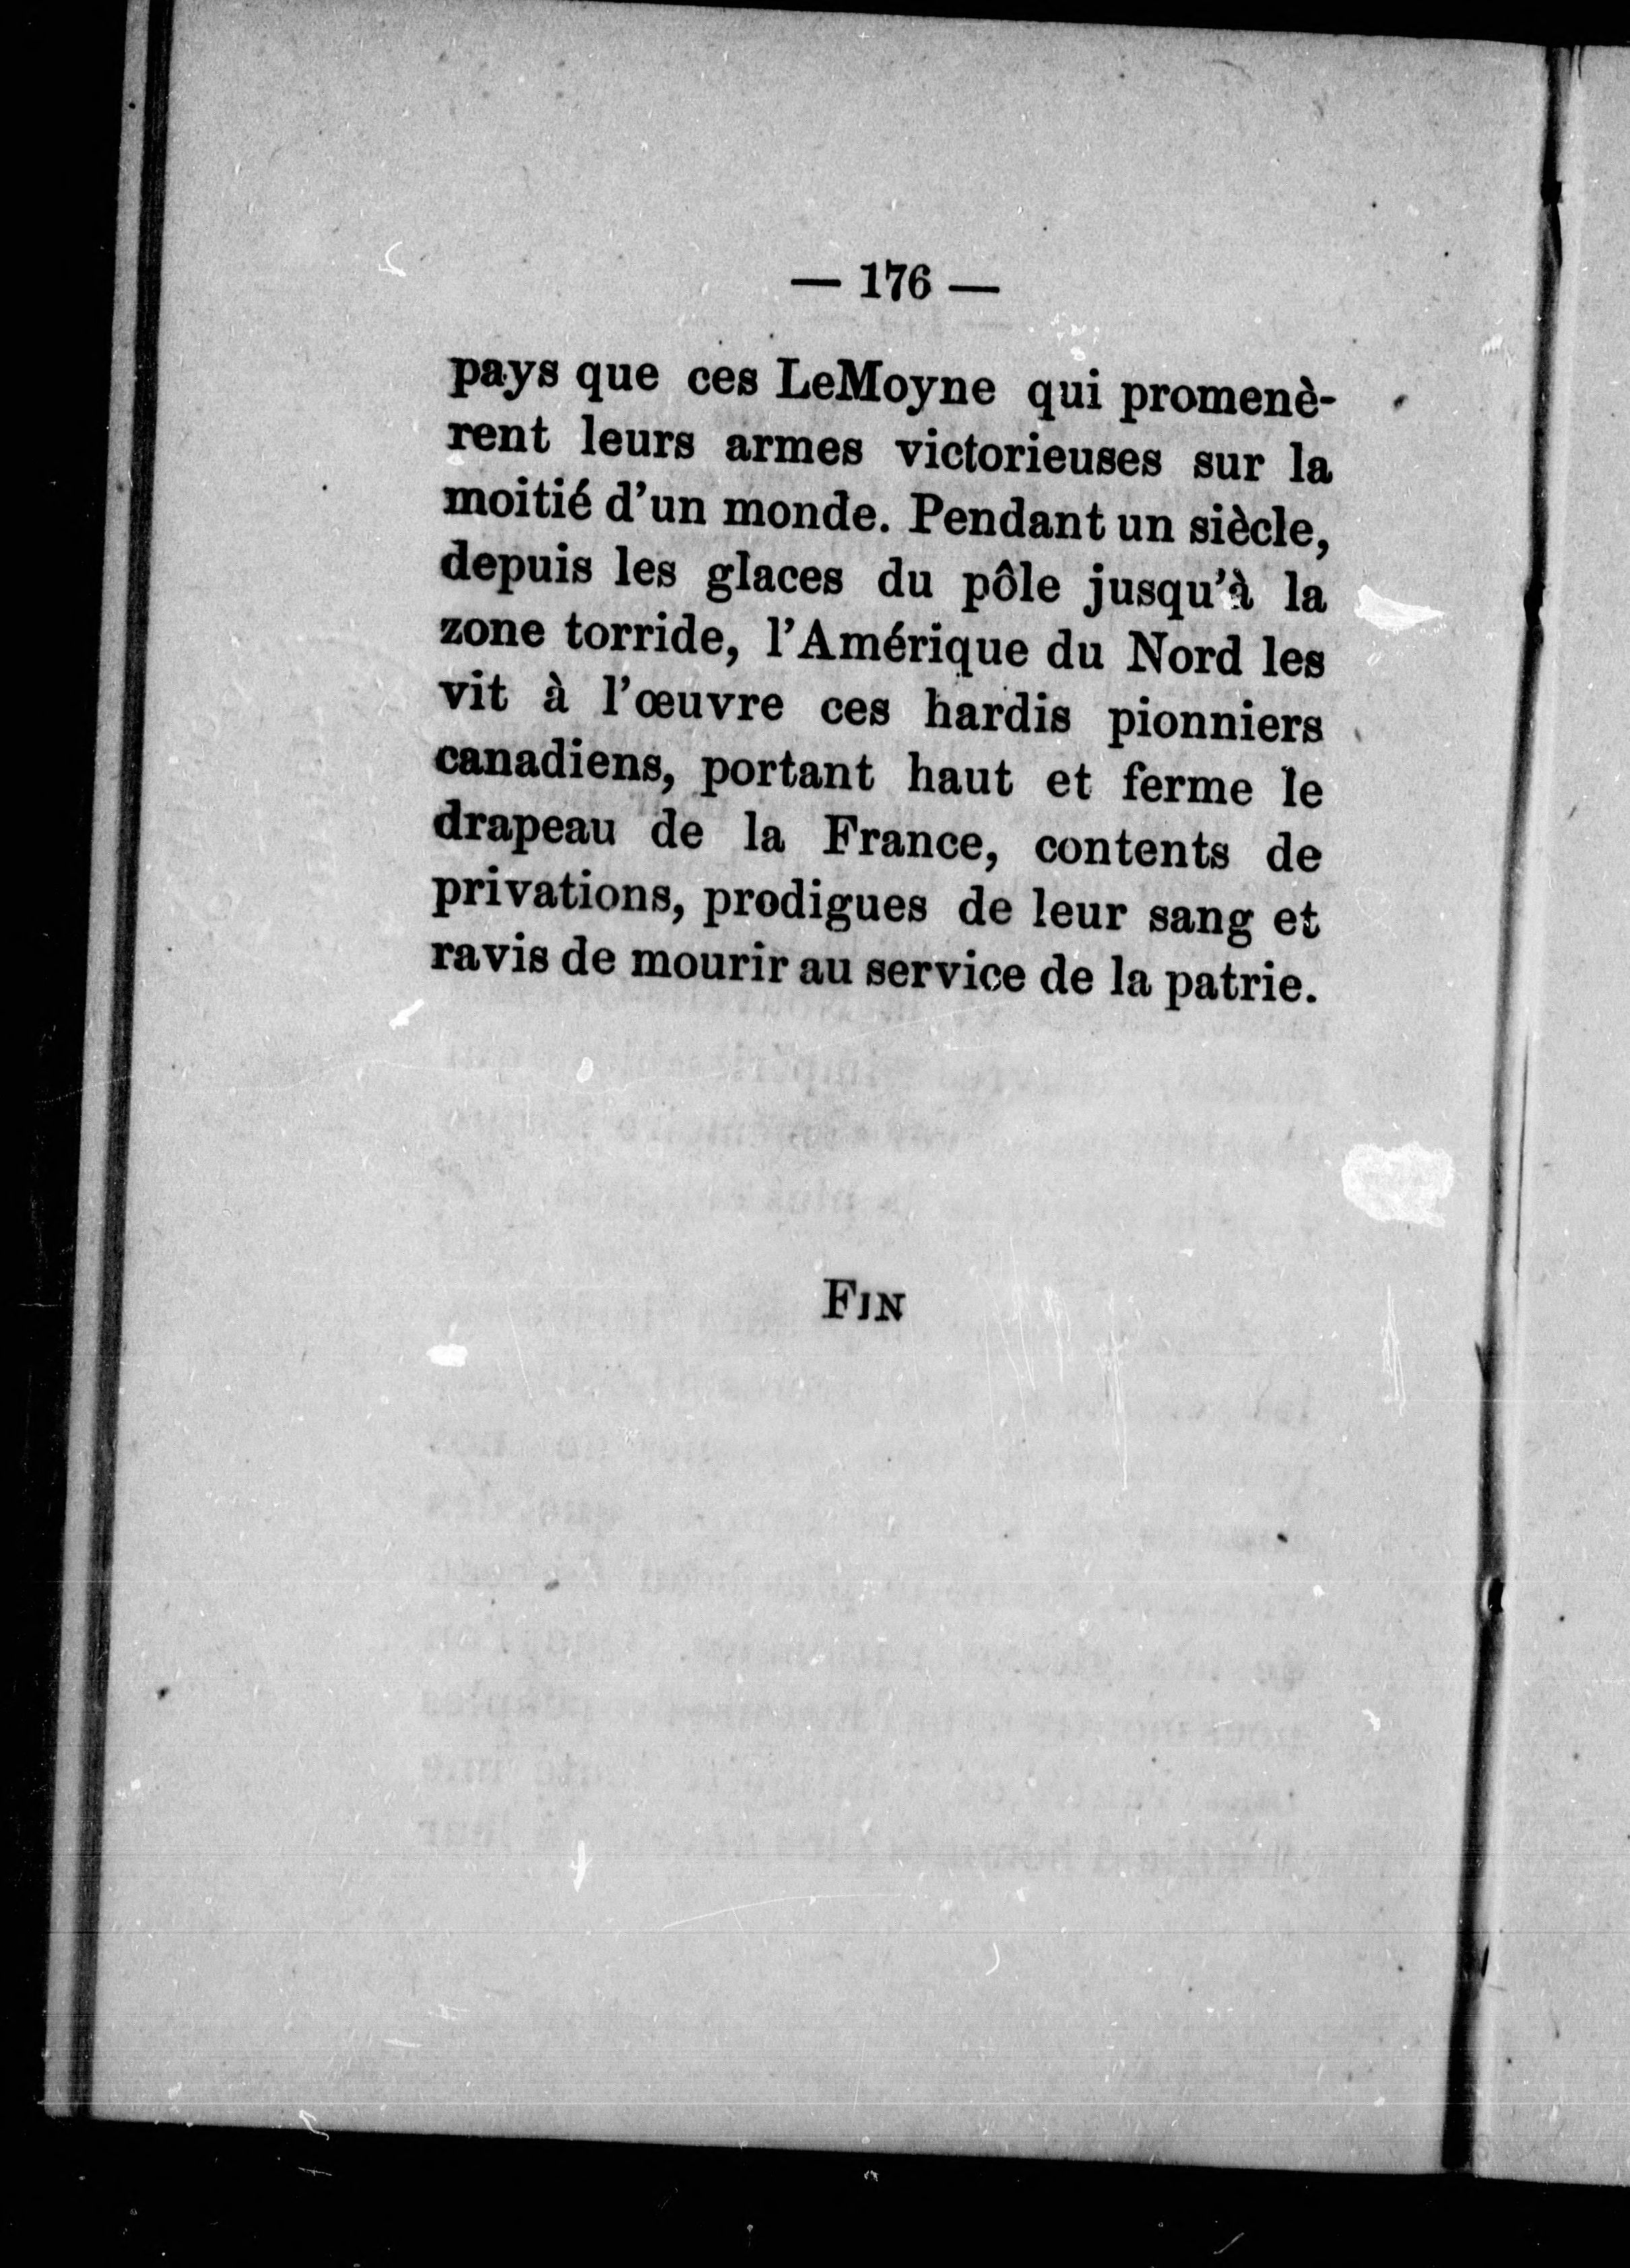 — 176 —
pays que ces LeMoyne qui promenè-
rent leurs armes victorieuses sur la
moitié d'un monde. Pendant un siècle,
depuis les glaces du pôle jusqu'à la
zone torride, l'Amérique du Nord les
vit à l'œuvre ces hardis pionniers
canadiens, portant haut et ferme le
drapeau de la France, contents de
privations, prodigues de leur sang et
ravis de mourir au service de la patrie.
FIN